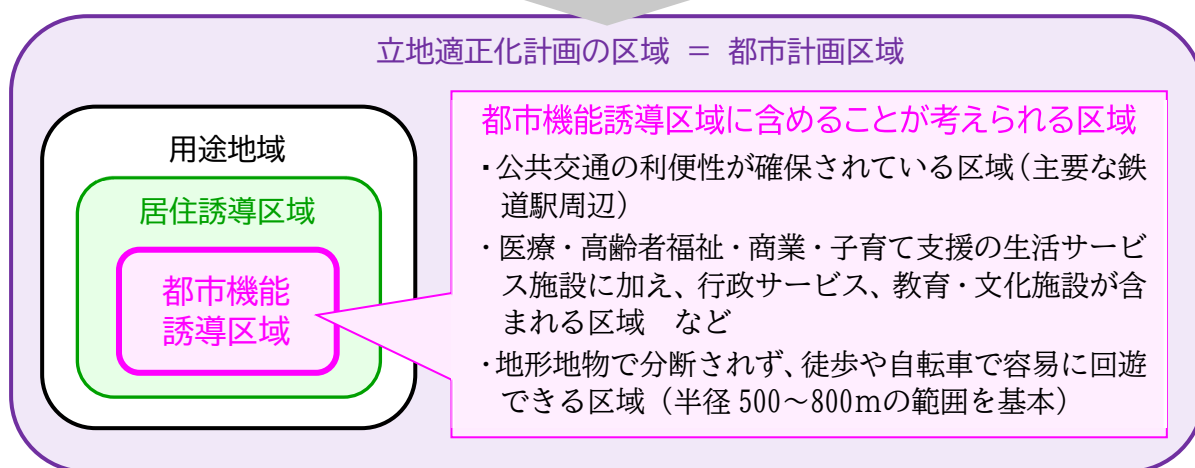 立地適正化計画の区域 ＝ 都市計画区域
用途地域
居住誘導区域
都市機能
誘導区域
都市機能誘導区域に含めることが考えられる区域
・公共交通の利便性が確保されている区域（主要な鉄
道駅周辺）
・医療・高齢者福祉・商業・子育て支援の生活サービ
ス施設に加え、行政サービス、教育・文化施設が含
まれる区域　など
・地形地物で分断されず、徒歩や自転車で容易に回遊
できる区域（半径 500～800ｍの範囲を基本）